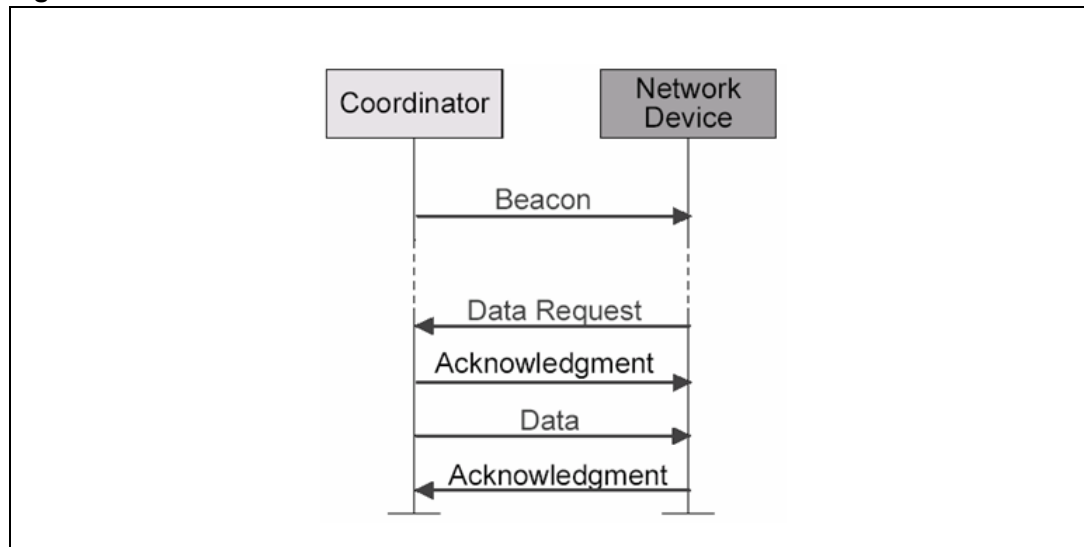 Coordinator
Network
Device
Beacon
Data Request
Acknowledgment
Data
Acknowledgment